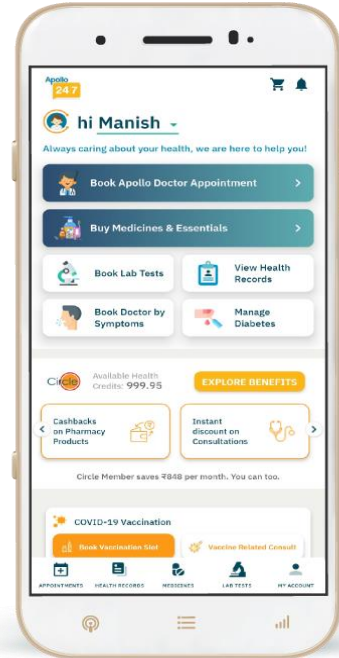 Apollo
24|7
hi Manish
Always caring about your health, we are here to help you!
Book Apollo Doctor Appointment
Buy Medicines & Essentials
Book Lab Tests
View Health
Records
Book Doctor by
Symptoms
Manage
Diabetes
Circle
Available Health
Credits: 999.95
EXPLORE BENEFITS
Cashbacks
on Pharmacy
Products
Instant
discount on
Consultations
Circle Member saves ₹848 per month. You can too.
COVID-19 Vaccination
Book Vaccination Slot
Vaccine Related Consult
APPOINTMENTS
HEALTH RECORDS
MEDICINES
LAB TESTS
MY ACCOUNT